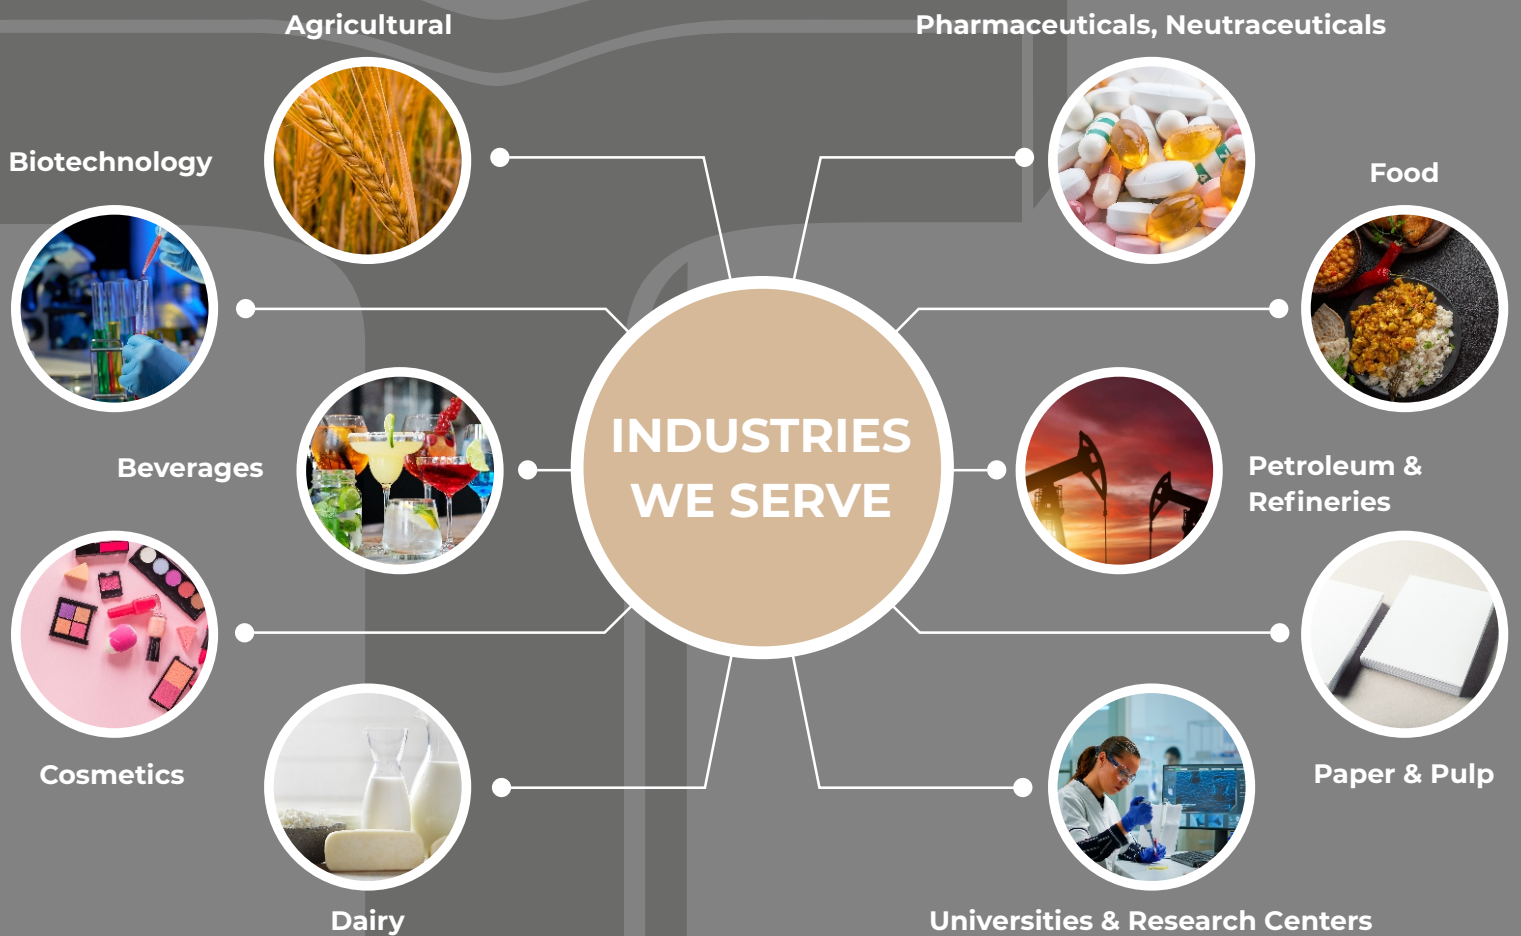 Agricultural
Pharmaceuticals, Neutraceuticals
Biotechnology
Food
INDUSTRIES
WE SERVE
Beverages
Petroleum &
Refineries
Cosmetics
Paper & Pulp
Dairy
Universities & Research Centers